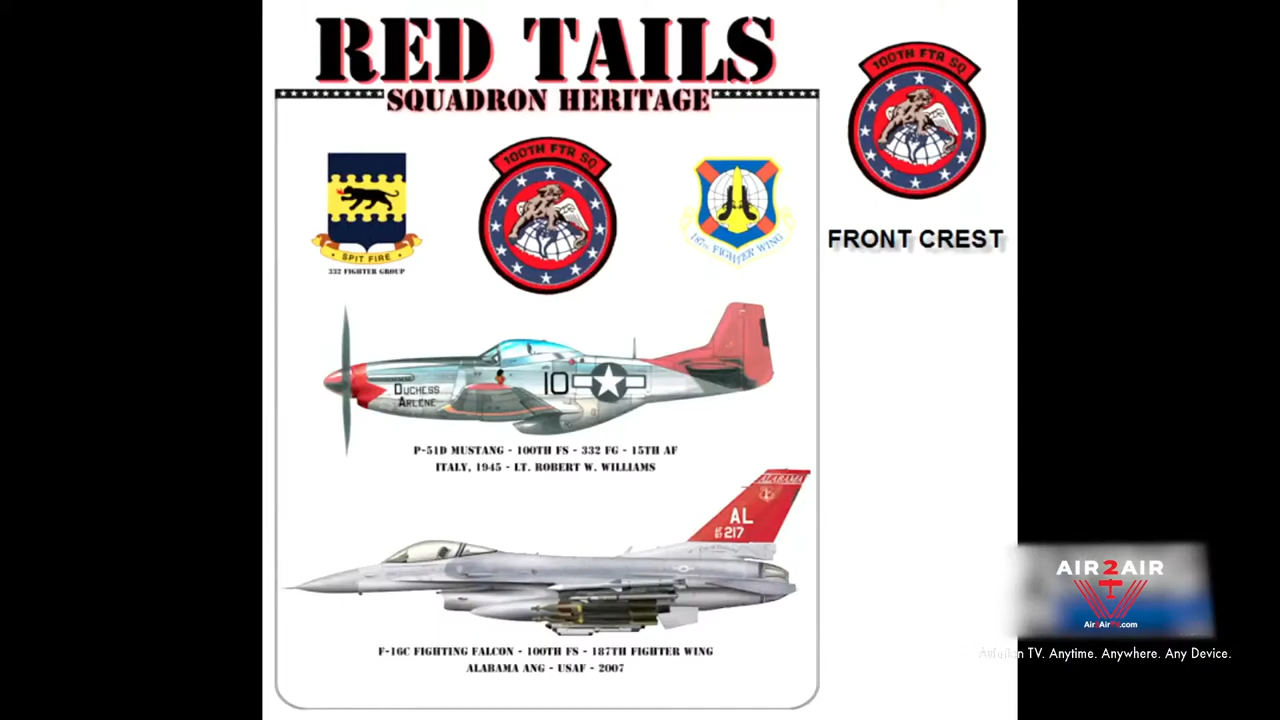 RED TAILS
SQUADRON HERITAGE
100TH FTR SQ
FRONT CREST
SPIT FIRE
332 FIGHTER GROUP
100TH FTR SQ
187TH FIGHTER WING
10
DUCHESS
ARLENE
P-51D MUSTANG - 100TH FS - 332 FG - 15TH AF
ITALY, 1945 - LT. ROBERT W. WILLIAMS
ALABAMA
AL
AF
87 217
F-16C FIGHTING FALCON - 100TH FS - 187TH FIGHTER WING
ALABAMA ANG - USAF - 2007
AIR2AIR
TV
Air2AirTV.com
Aviation TV. Anytime. Anywhere. Any Device.